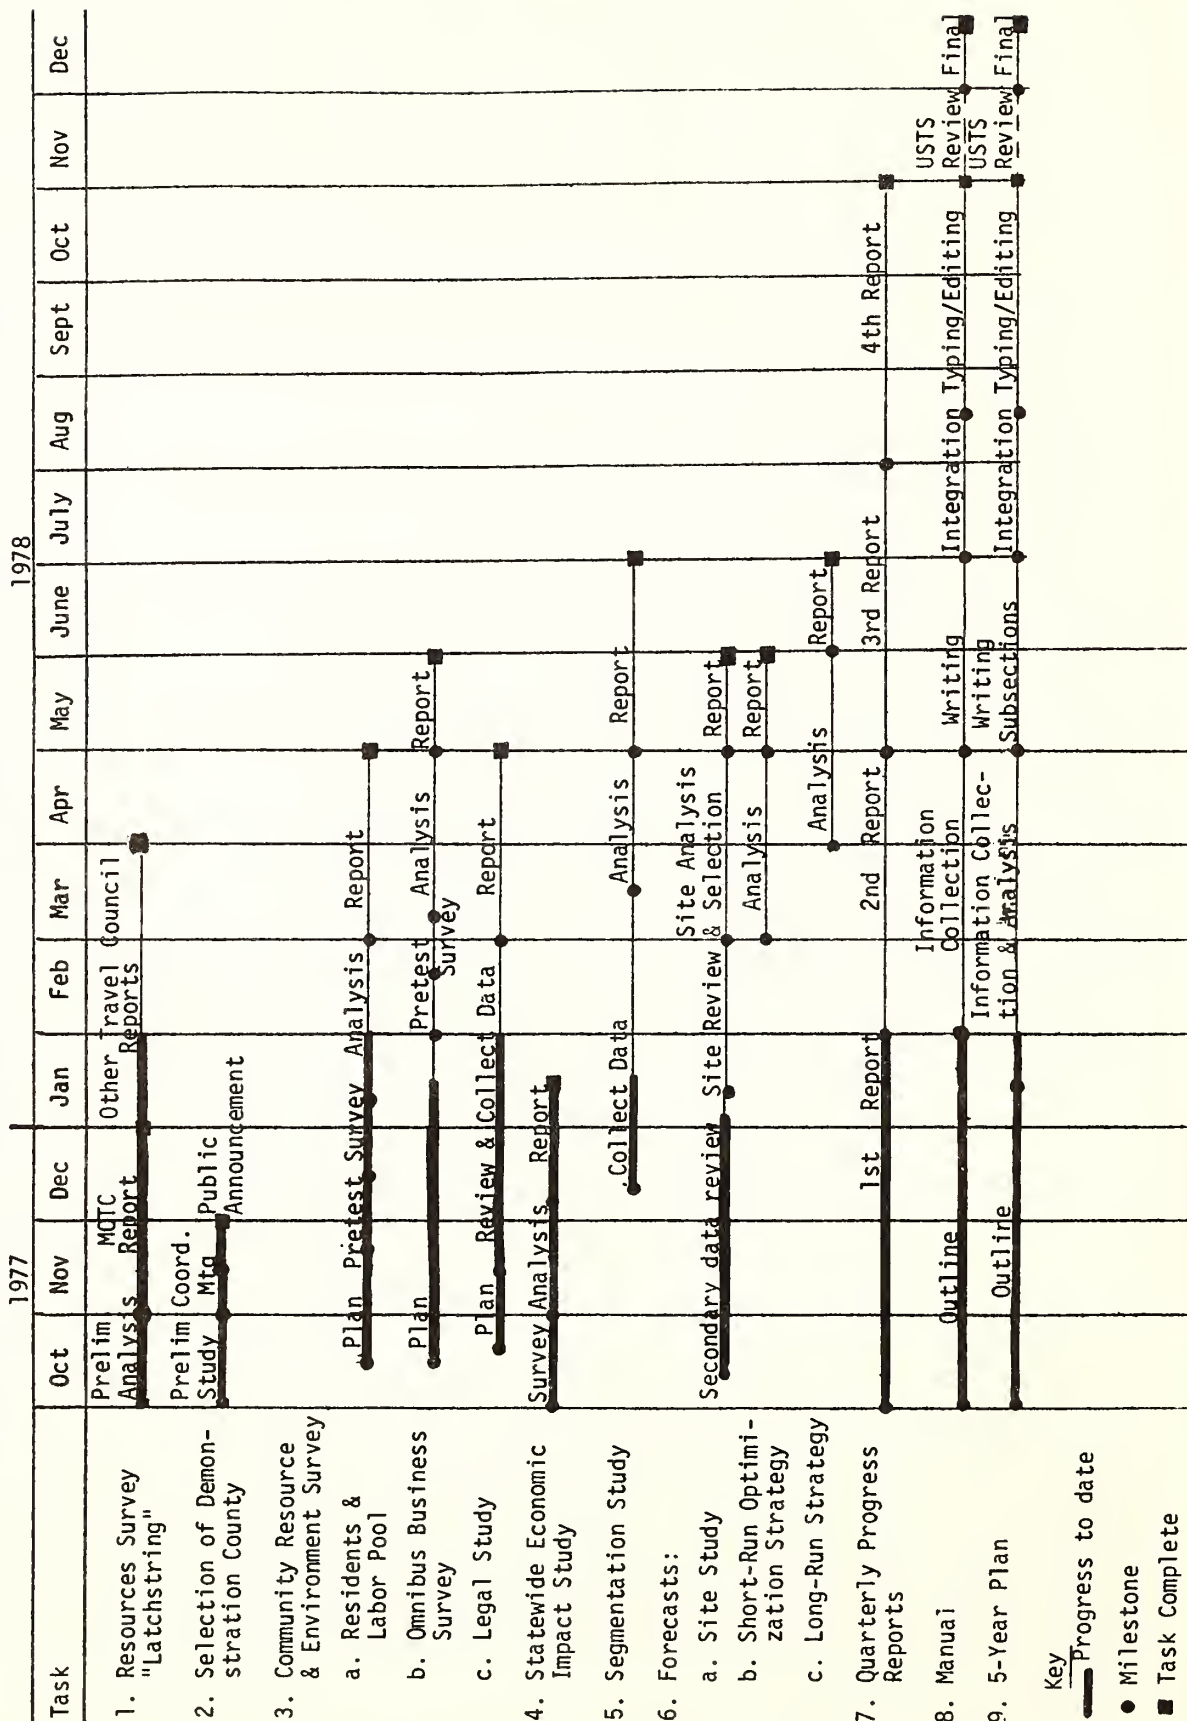 1977
1978
Task
Oct
Nov
Dec
Jan
Feb
Mar
Apr
May
June
July
Aug
Sept
Oct
Nov
Dec
1. Resources Survey
"Latchstring"
Prelim
Analysis
MOTC
Report
Other Travel Council
Reports
2. Selection of Demon-
stration County
Prelim
Study
Coord.
Mtg
Public
Announcement
3. Community Resource
& Environment Survey
a. Residents &
Labor Pool
Plan Pretest Survey Analysis Report
b. Omnibus Business
Survey
Plan Pretest
Survey
Analysis Report
c. Legal Study
Plan Review & Collect Data Report
4. Statewide Economic
Impact Study
Survey Analysis Report
5. Segmentation Study
Collect Data Analysis Report
6. Forecasts:
a. Site Study
Secondary data review Site Review
Site Analysis
& Selection
Report
b. Short-Run Optimi-
zation Strategy
Analysis Report
c. Long-Run Strategy
Analysis Report
7. Quarterly Progress
Reports
1st Report 2nd Report 3rd Report 4th Report
8. Manual
Outline
Information
Collection
Writing Integration Typing/Editing
USTS
Review
Final
9. 5-Year Plan
Outline
Information Collec-
tion & Analysis
Writing
Subsections
Integration Typing/Editing
USTS
Review
Final
Key
Progress to date
Milestone
Task Complete